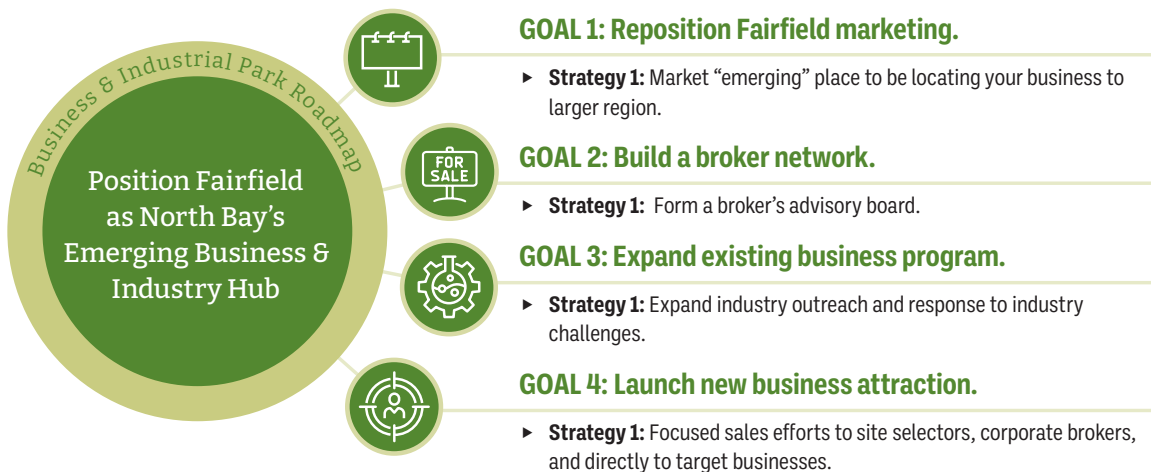 Business & Industrial Park Roadmap
Position Fairfield
as North Bay's
Emerging Business &
Industry Hub
FOR
SALE
GOAL 1: Reposition Fairfield marketing.
▸ Strategy 1: Market “emerging” place to be locating your business to
larger region.
GOAL 2: Build a broker network.
▸ Strategy 1: Form a broker’s advisory board.
GOAL 3: Expand existing business program.
▸ Strategy 1: Expand industry outreach and response to industry
challenges.
GOAL 4: Launch new business attraction.
▸ Strategy 1: Focused sales efforts to site selectors, corporate brokers,
and directly to target businesses.